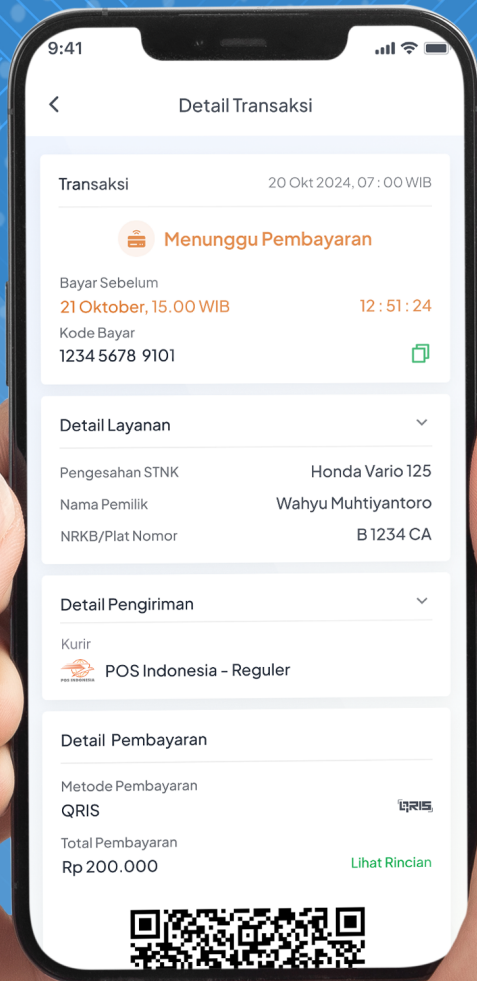 9:41
Detail Transaksi
Transaksi 20 Okt 2024, 07 : 00 WIB
Menunggu Pembayaran
Bayar Sebelum
21 Oktober, 15.00 WIB 12 : 51 : 24
Kode Bayar
1234 5678 9101
Detail Layanan
Pengesahan STNK Honda Vario 125
Nama Pemilik Wahyu Muhtiyantoro
NRKB/Plat Nomor B 1234 CA
Detail Pengiriman
Kurir
POS INDONESIA POS Indonesia - Reguler
Detail Pembayaran
Metode Pembayaran
QRIS QRIS
Total Pembayaran
Rp 200.000 Lihat Rincian